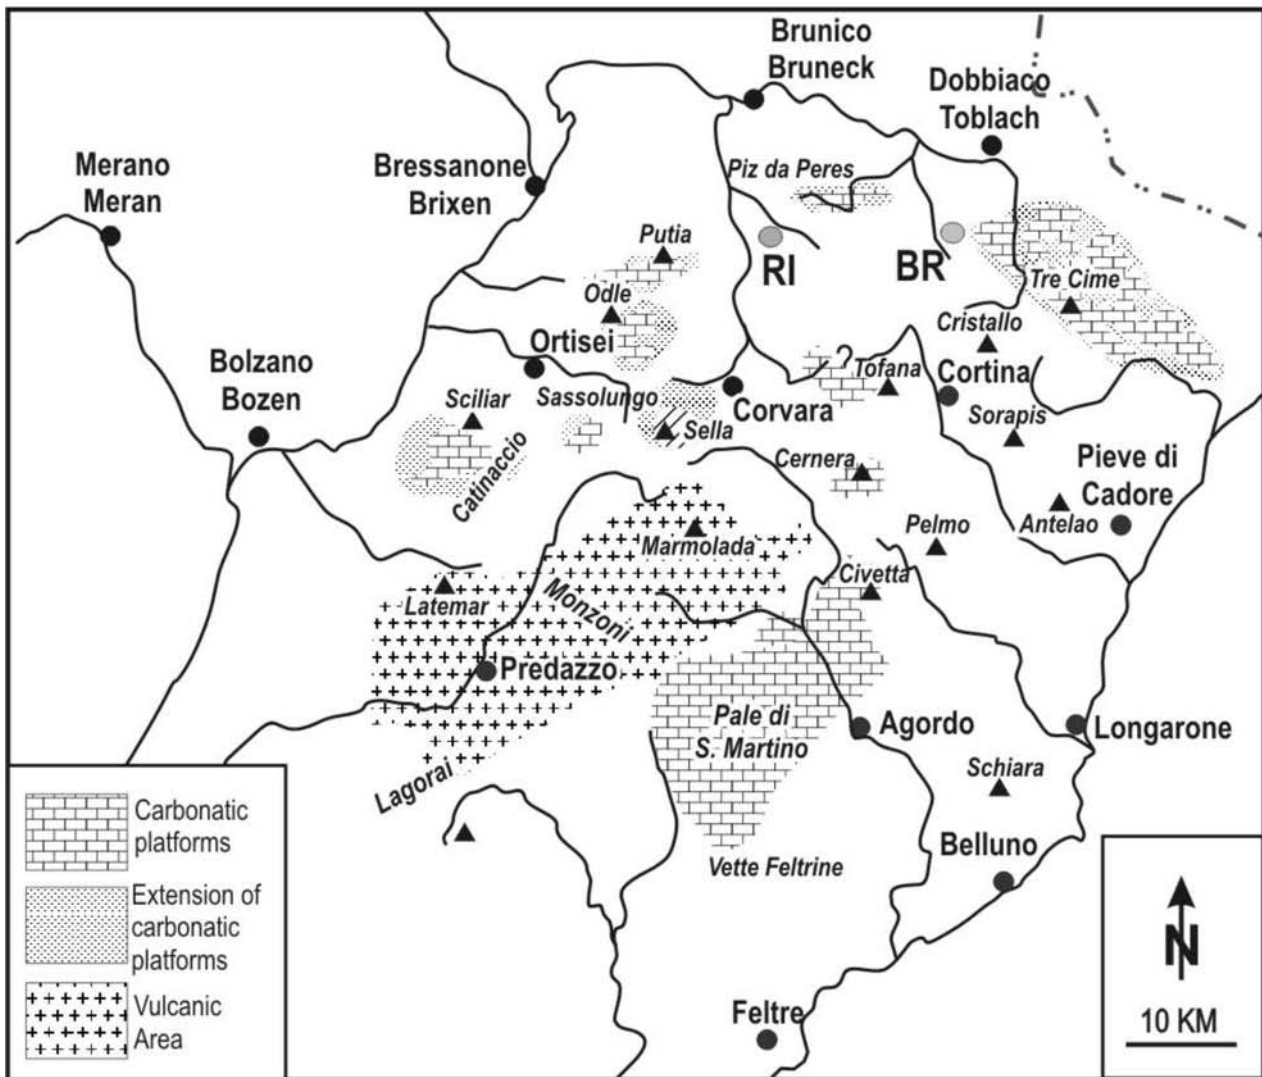 Brunico
Bruneck
Dobbiaco
Toblach
Merano
Meran
Bressanone
Brixen
Piz da Peres
Putia
RI
BR
Tre Cime
Odle
Cristallo
Ortisei
Bolzano
Bozen
?
Tofana
Cortina
Sciliar
Sassolungo
Corvara
Sorapis
Sella
Catinaccio
Cernera
Pieve di
Cadore
Antelao
Pelmo
Marmolada
Civetta
Latemar
Monzoni
Predazzo
Pale di
S. Martino
Agordo
Longarone
Lagorai
Schiara
Vette Feltrine
Belluno
Feltre
Carbonatic
platforms
Extension of
carbonatic
platforms
Vulcanic
Area
N
10 KM